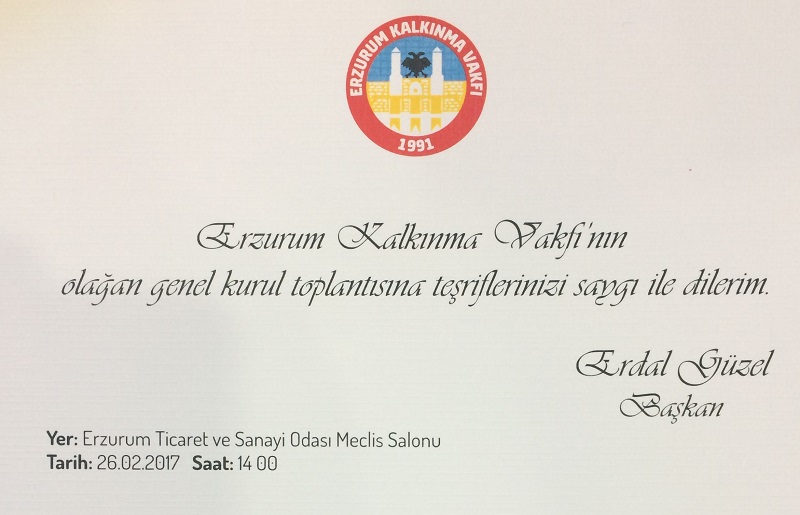 ERZURUM KALKINMA VAKFI
1991
Erzurum Kalkınma Vakfı'nın
olağan genel kurul toplantısına teşriflerinizi saygı ile dilerim.
Erdal Güzel
Başkan
Yer: Erzurum Ticaret ve Sanayi Odası Meclis Salonu
Tarih: 26.02.2017 Saat: 14 00